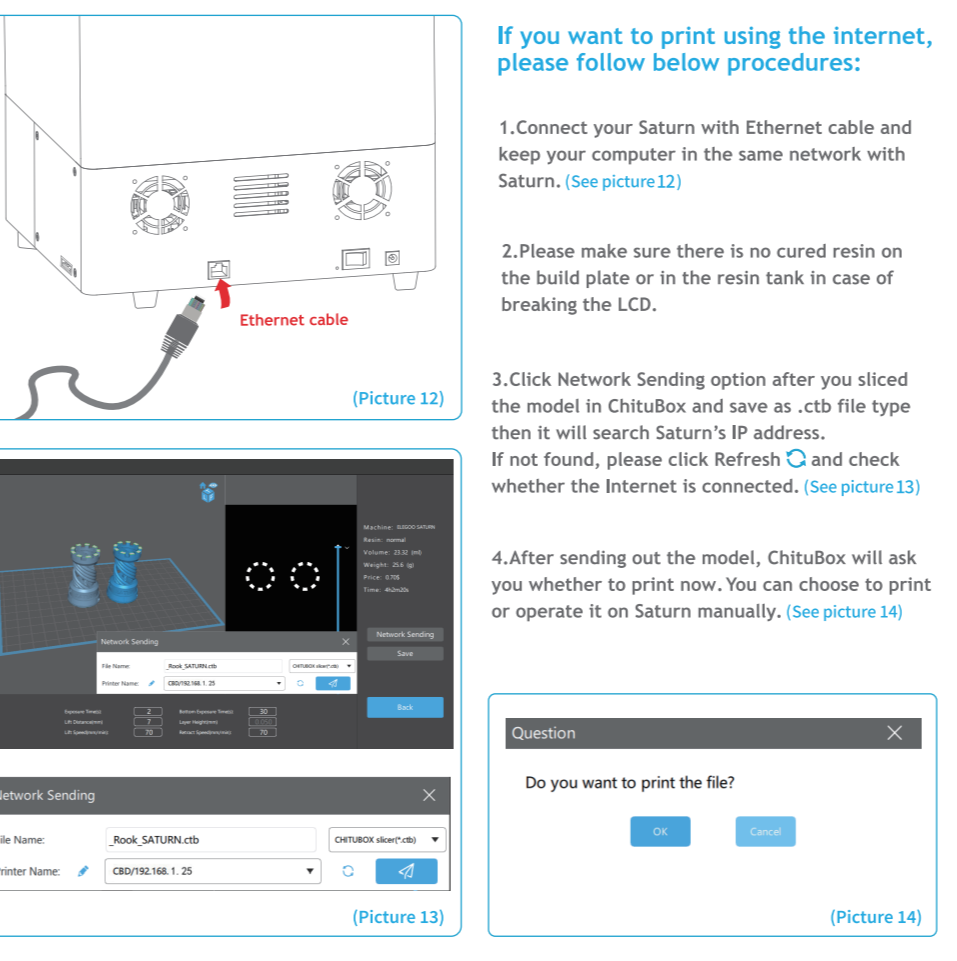 If you want to print using the internet,
please follow below procedures:
1.Connect your Saturn with Ethernet cable and
keep your computer in the same network with
Saturn. (See picture12)
2.Please make sure there is no cured resin on
the build plate or in the resin tank in case of
breaking the LCD.
3.Click Network Sending option after you sliced
the model in ChituBox and save as .ctb file type
then it will search Saturn's IP address.
If not found, please click Refresh and check
whether the Internet is connected. (See picture13)
4.After sending out the model, ChituBox will ask
you whether to print now. You can choose to print
or operate it on Saturn manually. (See picture 14)
Ethernet cable
(Picture 12)
Machine: ELEGOO SATURN
Resin: normal
Volume: 23.32 (ml)
Weight: 25.6 (g)
Price: 0.70$
Time: 4h2m20s
Network Sending
Save
Back
Network Sending
File Name: _Rook_SATURN.ctb CHITUBOX slicer(*.ctb)
Printer Name: CBD/192.168. 1. 25
Exposure Time(s) 2 Bottom Exposure Time(s) 30
Lift Distance(mm) 7 Layer Height(mm) 0.050
Lift Speed(mm/min) 70 Retract Speed(mm/min) 70
Network Sending
File Name: _Rook_SATURN.ctb CHITUBOX slicer(*.ctb)
Printer Name: CBD/192.168. 1. 25
(Picture 13)
Question
Do you want to print the file?
OK Cancel
(Picture 14)